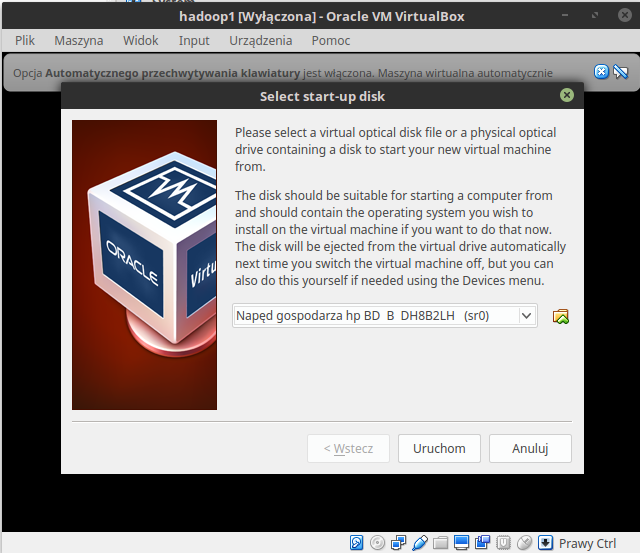 hadoop1 [Wyłączona] - Oracle VM VirtualBox
Plik Maszyna Widok Input Urządzenia Pomoc
Opcja Automatycznego przechwytywania klawiatury jest włączona. Maszyna wirtualna automatycznie
Select start-up disk
Please select a virtual optical disk file or a physical optical
drive containing a disk to start your new virtual machine
from.
The disk should be suitable for starting a computer from
and should contain the operating system you wish to
install on the virtual machine if you want to do that now.
The disk will be ejected from the virtual drive automatically
next time you switch the virtual machine off, but you can
also do this yourself if needed using the Devices menu.
ORACLE
Virtu
Napęd gospodarza hp BD B DH8B2LH (sr0)
< Wstecz Uruchom Anuluj
Prawy Ctrl